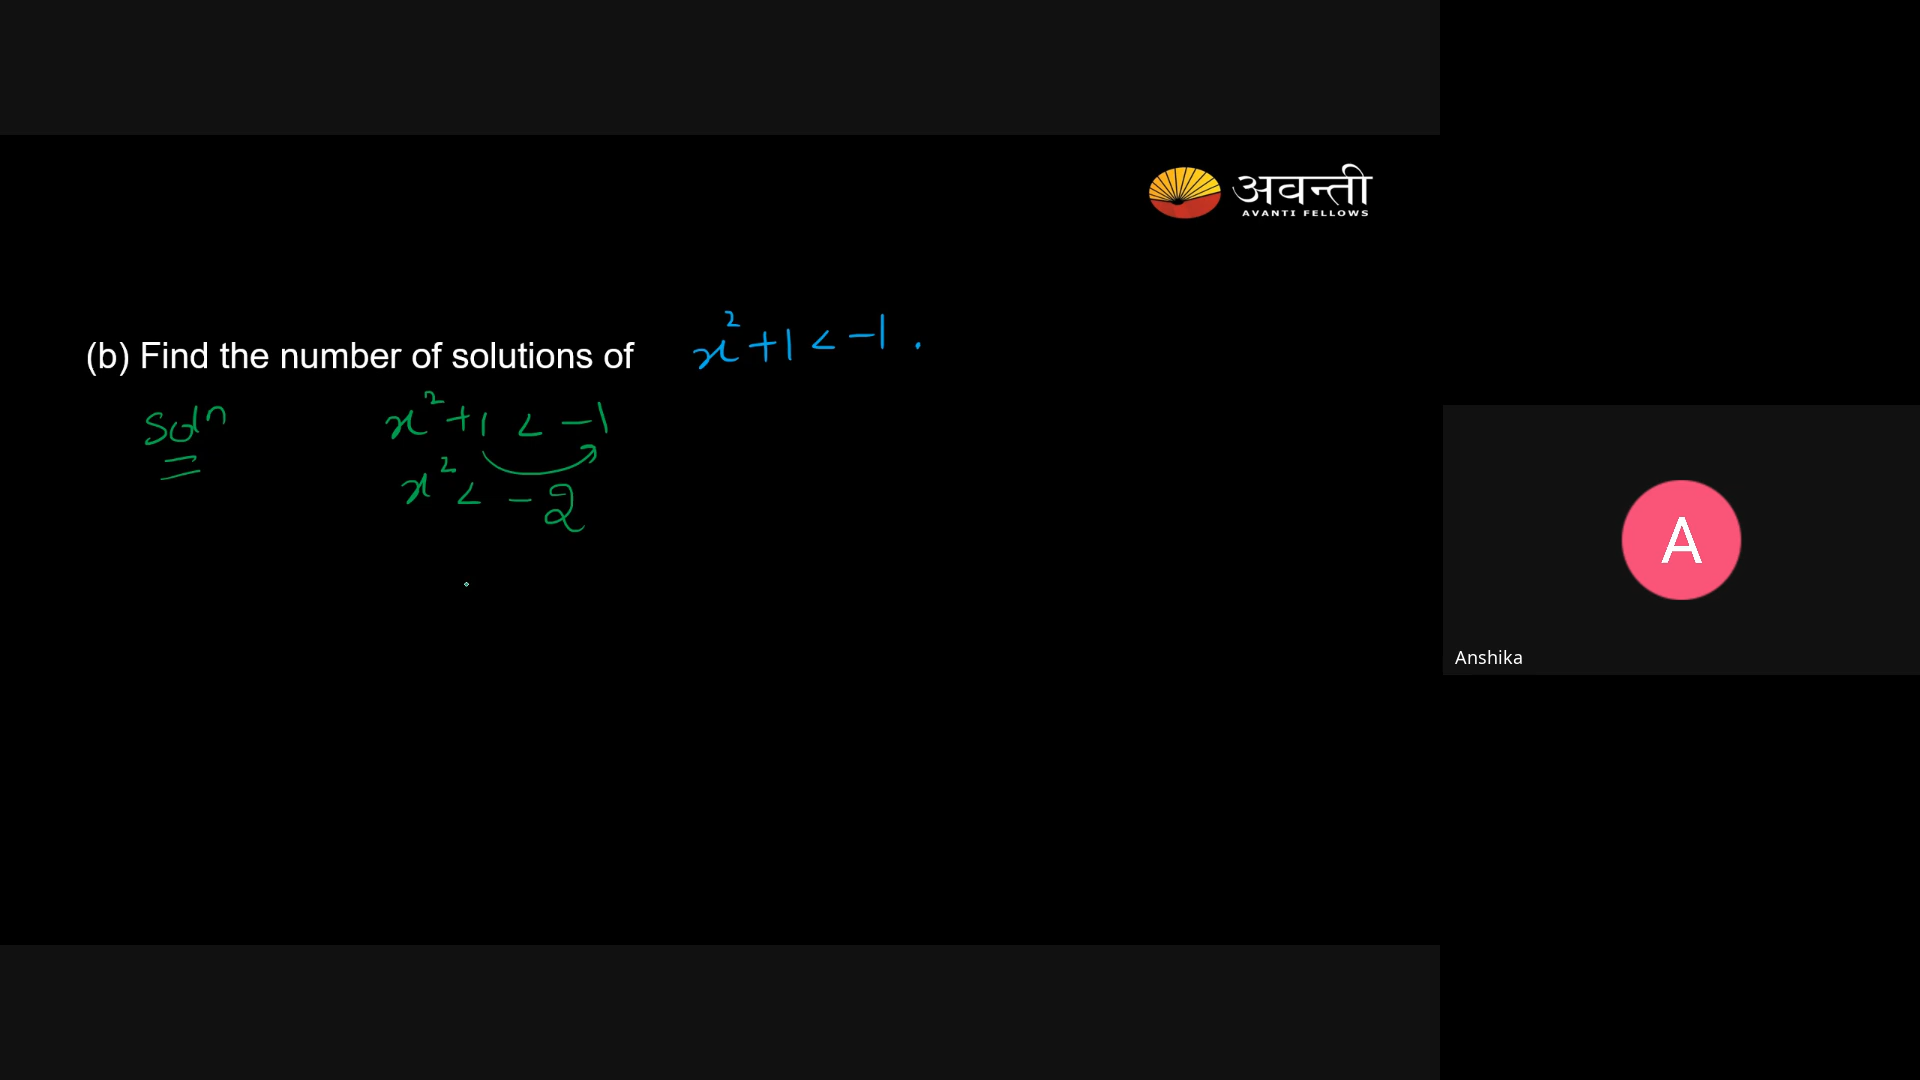 अवन्ती
AVANTI FELLOWS
(b) Find the number of solutions of x² + 1 < -1 .
Soln
x² + 1 < -1
x² < -2
A
Anshika